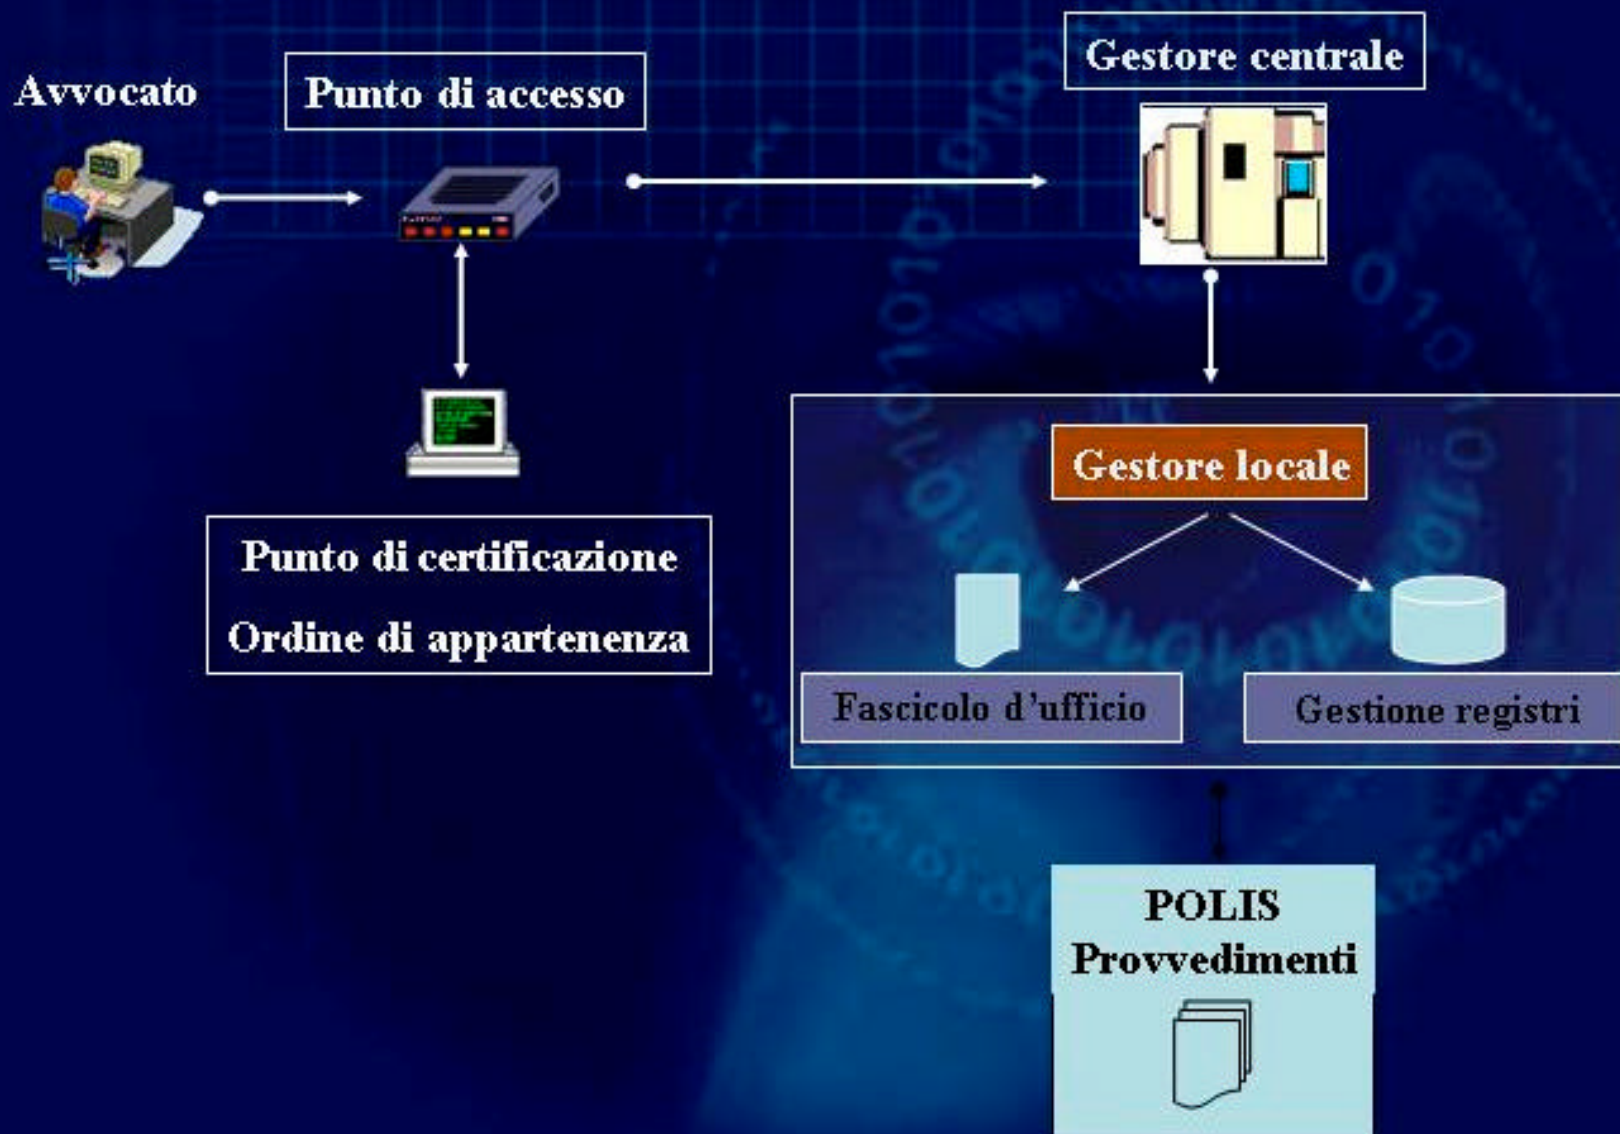 Avvocato
Punto di accesso
Gestore centrale
Punto di certificazione
Ordine di appartenenza
Gestore locale
Fascicolo d'ufficio
Gestione registri
POLIS
Provvedimenti